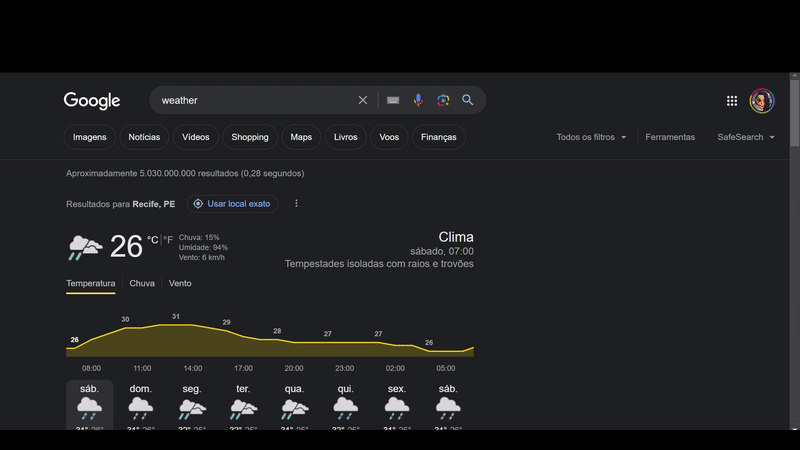 Google
weather
Imagens Notícias Vídeos Shopping Maps Livros Voos Finanças Todos os filtros Ferramentas SafeSearch
Aproximadamente 5.030.000.000 resultados (0,28 segundos)
Resultados para Recife, PE Usar local exato
26 °C | °F
Chuva: 15%
Umidade: 94%
Vento: 6 km/h
Clima
sábado, 07:00
Tempestades isoladas com raios e trovões
Temperatura Chuva Vento
26 30 31 29 28 27 27 26
08:00 11:00 14:00 17:00 20:00 23:00 02:00 05:00
sáb. dom. seg. ter. qua. qui. sex. sáb.